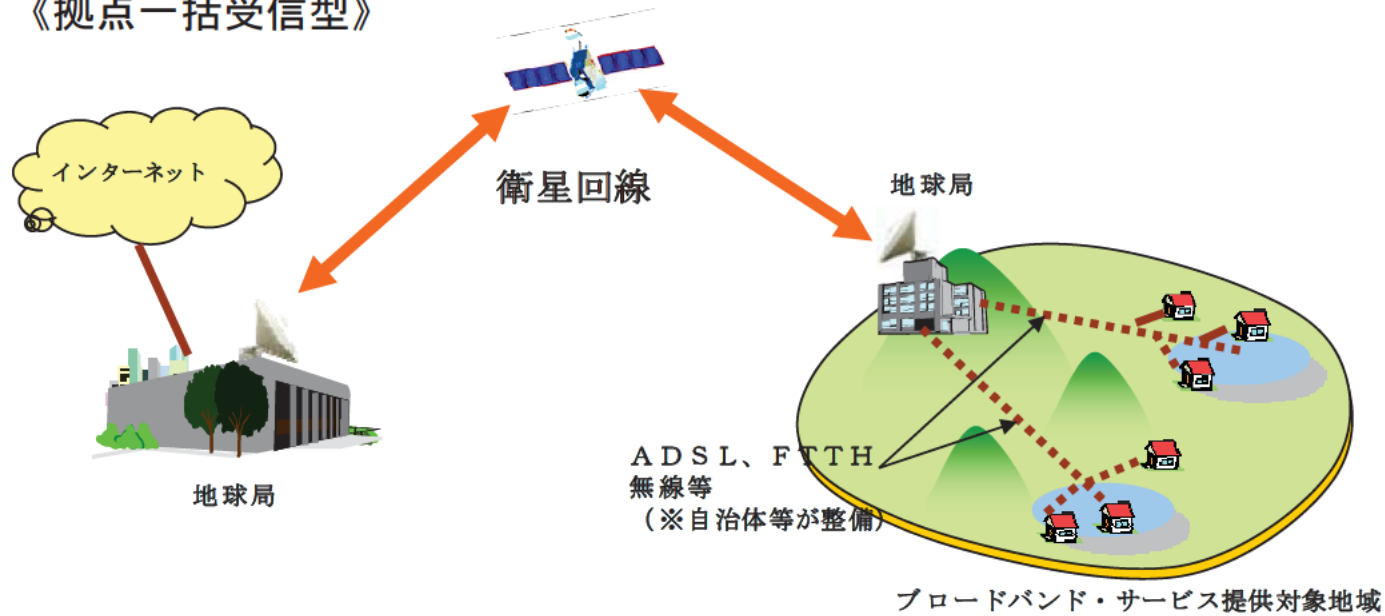 《拠点一括受信型》
インターネット
衛星回線
地球局
地球局
ＡＤＳＬ、ＦＴＴＨ
無線等
（※自治体等が整備）
ブロードバンド・サービス提供対象地域